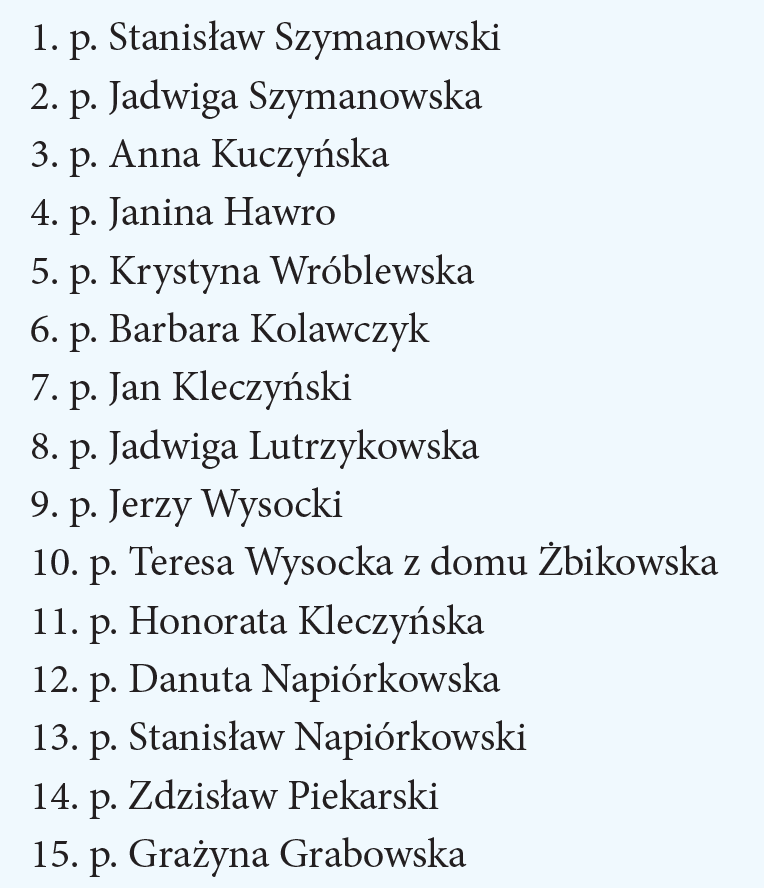 1. p. Stanisław Szymanowski
2. p. Jadwiga Szymanowska
3. p. Anna Kuczyńska
4. p. Janina Hawro
5. p. Krystyna Wróblewska
6. p. Barbara Kolawczyk
7. p. Jan Kleczyński
8. p. Jadwiga Lutrzykowska
9. p. Jerzy Wysocki
10. p. Teresa Wysocka z domu Żbikowska
11. p. Honorata Kleczyńska
12. p. Danuta Napiórkowska
13. p. Stanisław Napiórkowski
14. p. Zdzisław Piekarski
15. p. Grażyna Grabowska